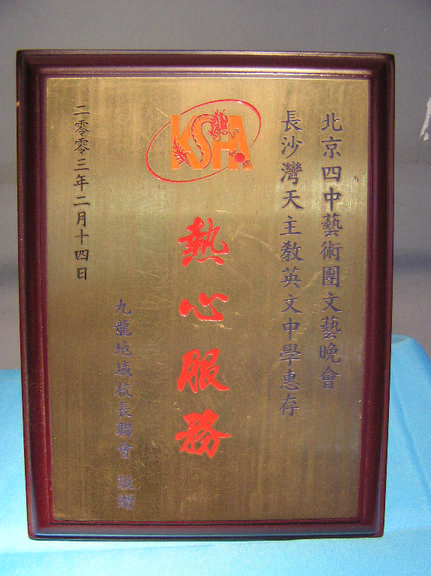 北京四中藝術團文藝晚會
長沙灣天主教英文中學惠存
KSHA
熱心服務
九龍地域校長聯會 敬贈
二零零三年二月十四日